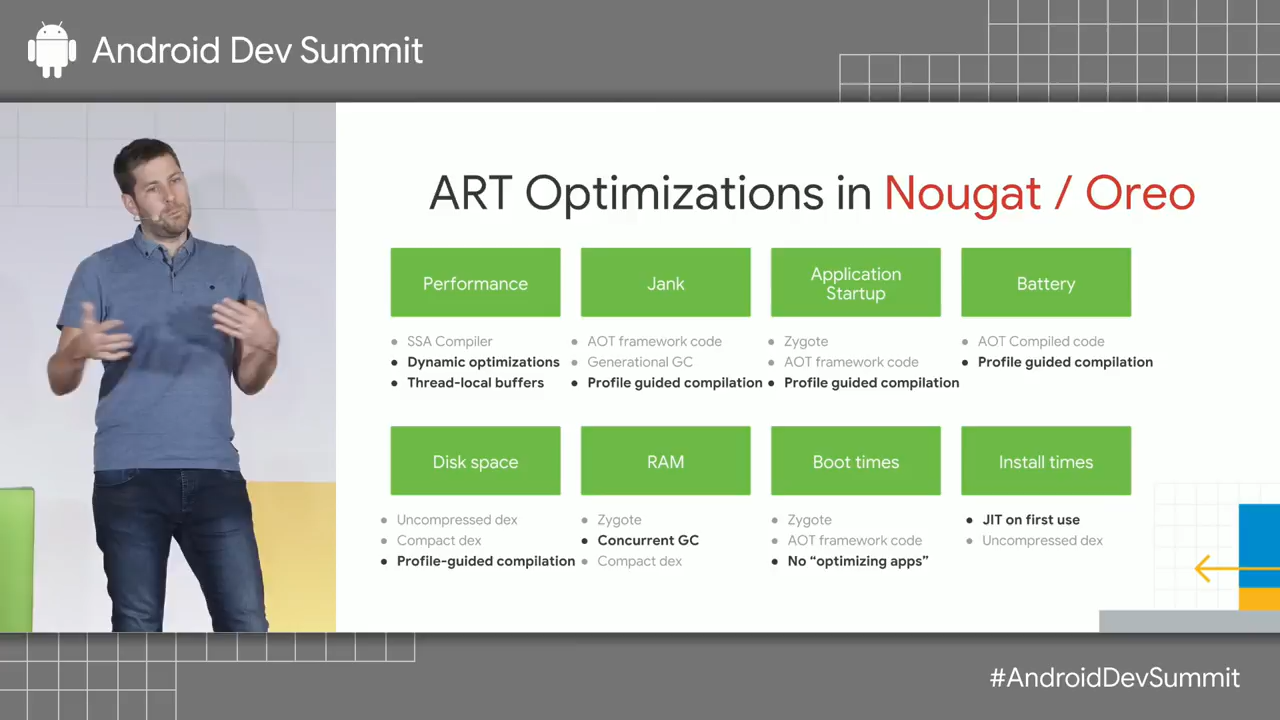 Android Dev Summit
ART Optimizations in Nougat / Oreo
Performance
Jank
Application
Startup
Battery
• SSA Compiler
• Dynamic optimizations
• Thread-local buffers
• AOT framework code
• Generational GC
• Profile guided compilation
• Zygote
• AOT framework code
• Profile guided compilation
• AOT Compiled code
• Profile guided compilation
Disk space
RAM
Boot times
Install times
• Uncompressed dex
• Compact dex
• Profile-guided compilation
• Zygote
• Concurrent GC
• Compact dex
• Zygote
• AOT framework code
• No “optimizing apps”
• JIT on first use
• Uncompressed dex
#AndroidDevSummit